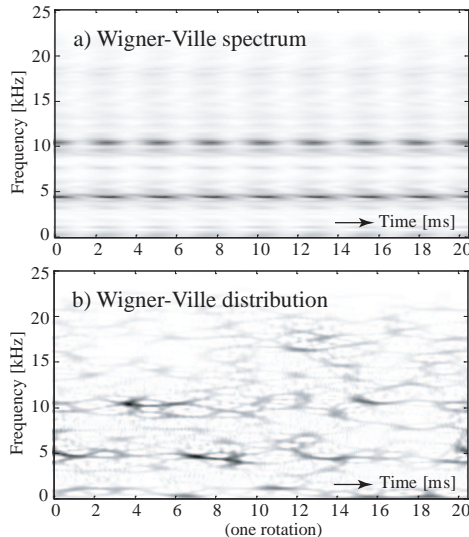 25
a) Wigner-Ville spectrum
20
15
10
5
0
Frequency [kHz]
Time [ms]
0 2 4 6 8 10 12 14 16 18 20
25
b) Wigner-Ville distribution
20
15
10
5
0
Frequency [kHz]
Time [ms]
0 2 4 6 8 10 12 14 16 18 20
(one rotation)